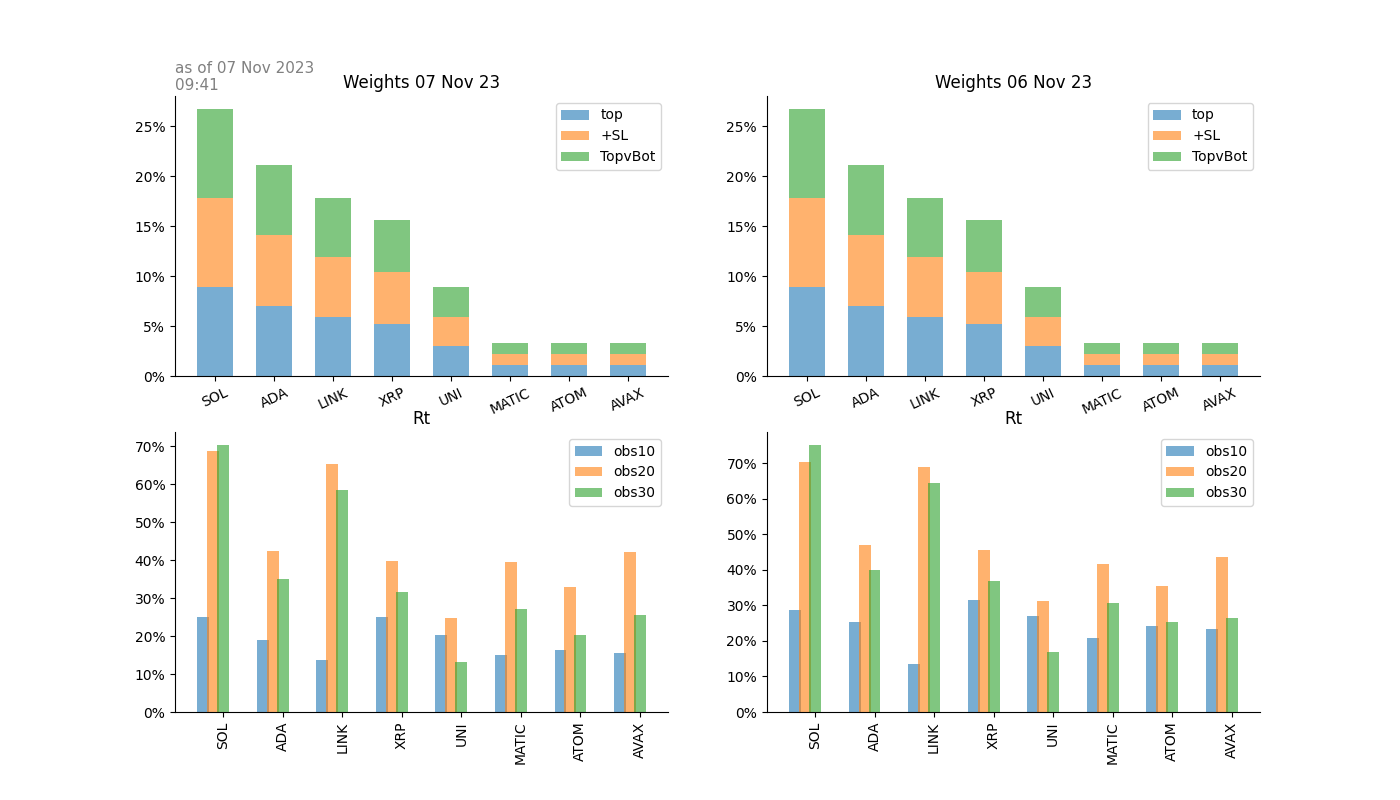 as of 07 Nov 2023
09:41
Weights 07 Nov 23
25%
20%
15%
10%
5%
0%
top
+SL
TopvBot
SOL
ADA
LINK
XRP
UNI
MATIC
ATOM
AVAX
Weights 06 Nov 23
25%
20%
15%
10%
5%
0%
top
+SL
TopvBot
SOL
ADA
LINK
XRP
UNI
MATIC
ATOM
AVAX
Rt
70%
60%
50%
40%
30%
20%
10%
0%
obs10
obs20
obs30
SOL
ADA
LINK
XRP
UNI
MATIC
ATOM
AVAX
Rt
70%
60%
50%
40%
30%
20%
10%
0%
obs10
obs20
obs30
SOL
ADA
LINK
XRP
UNI
MATIC
ATOM
AVAX